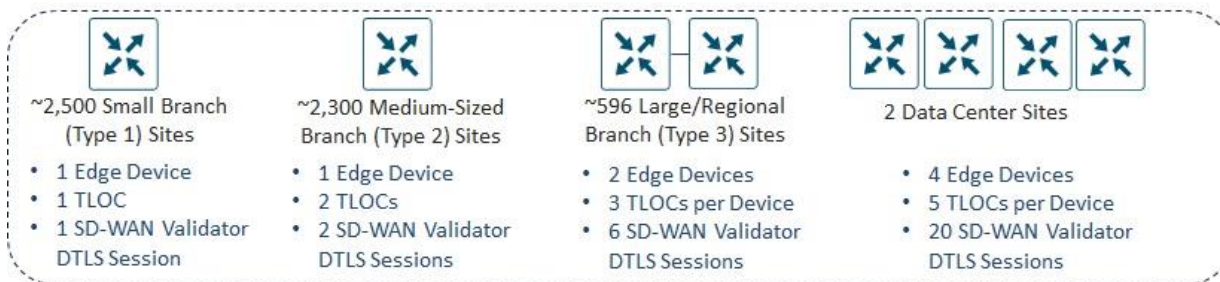 ~2,500 Small Branch
(Type 1) Sites
• 1 Edge Device
• 1 TLOC
• 1 SD-WAN Validator
DTLS Session
~2,300 Medium-Sized
Branch (Type 2) Sites
• 1 Edge Device
• 2 TLOCs
• 2 SD-WAN Validator
DTLS Sessions
~596 Large/Regional
Branch (Type 3) Sites
• 2 Edge Devices
• 3 TLOCs per Device
• 6 SD-WAN Validator
DTLS Sessions
2 Data Center Sites
• 4 Edge Devices
• 5 TLOCs per Device
• 20 SD-WAN Validator
DTLS Sessions